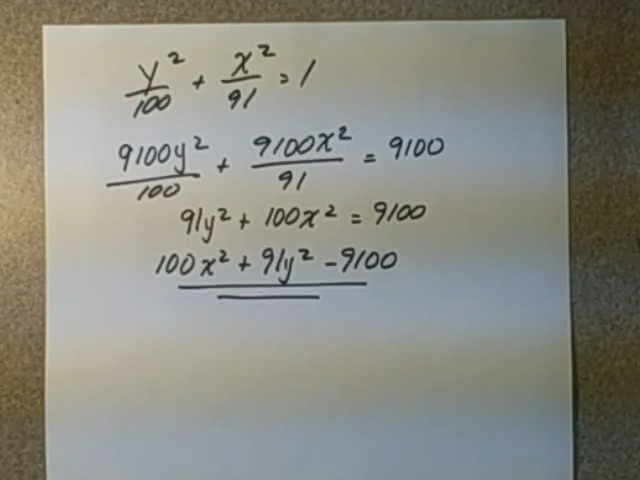 y²/100 + x²/91 = 1
9100y²/100 + 9100x²/91 = 9100
91y² + 100x² = 9100
100x² + 91y² - 9100